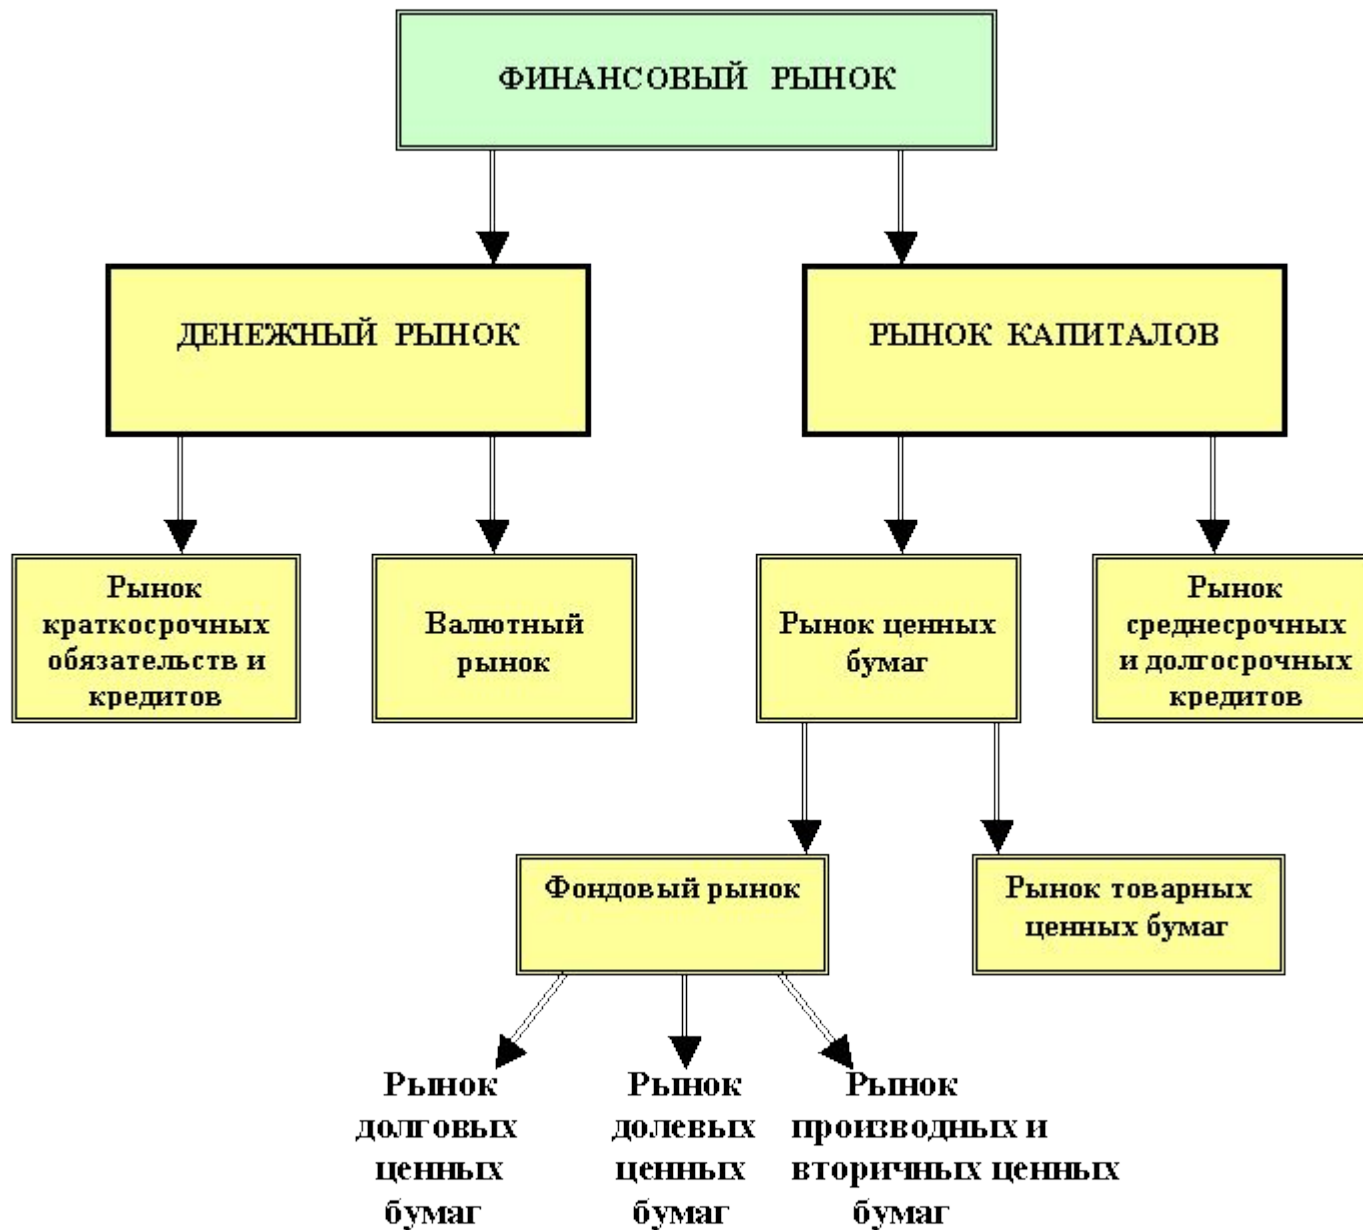 ФИНАНСОВЫЙ РЫНОК
ДЕНЕЖНЫЙ РЫНОК
РЫНОК КАПИТАЛОВ
Рынок
краткосрочных
обязательств и
кредитов
Валютный
рынок
Рынок ценных
бумаг
Рынок
среднесрочных
и долгосрочных
кредитов
Фондовый рынок
Рынок товарных
ценных бумаг
Рынок
долговых
ценных
бумаг
Рынок
долевых
ценных
бумаг
Рынок
производных и
вторичных ценных
бумаг